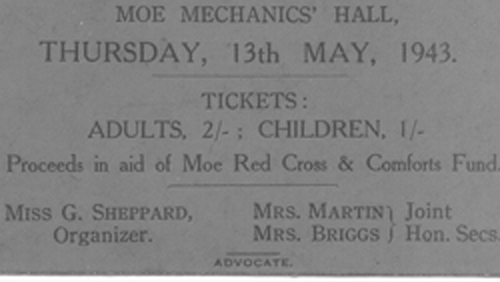 MOE MECHANICS' HALL,
THURSDAY, 13th MAY, 1943.
TICKETS:
ADULTS, 2/-; CHILDREN, 1/-
Proceeds in aid of Moe Red Cross & Comforts Fund.
MISS G. SHEPPARD,
Organizer.
MRS. MARTIN } Joint
MRS. BRIGGS } Hon. Secs.
ADVOCATE.